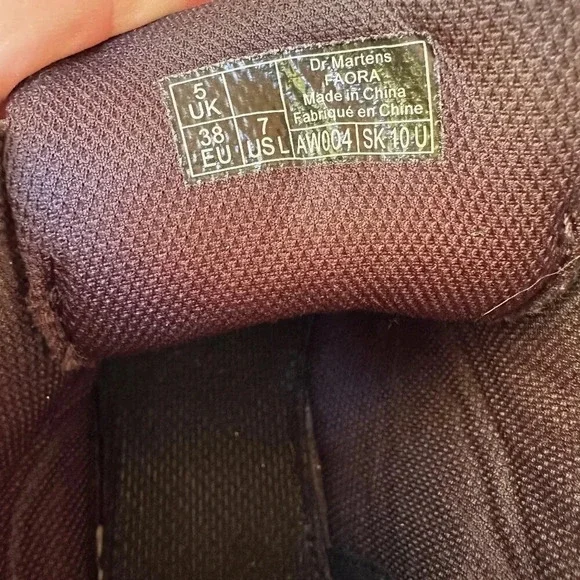 Dr. Martens
FAORA
Made in China
Fabriqué en Chine
5
UK
38
EU
7
US L
AW004
SK 10 U